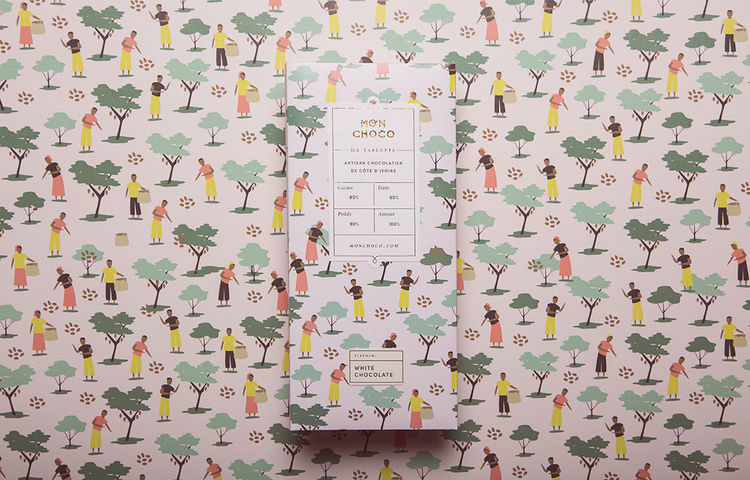 MON
CHOCO
MA TABLETTE
ARTISAN CHOCOLATIER
DE CÔTE D'IVOIRE
Cacao
85%
Date
65%
Poids
90%
Amour
100%
MONCHOCO.COM
FLAVOUR.
WHITE
CHOCOLATE